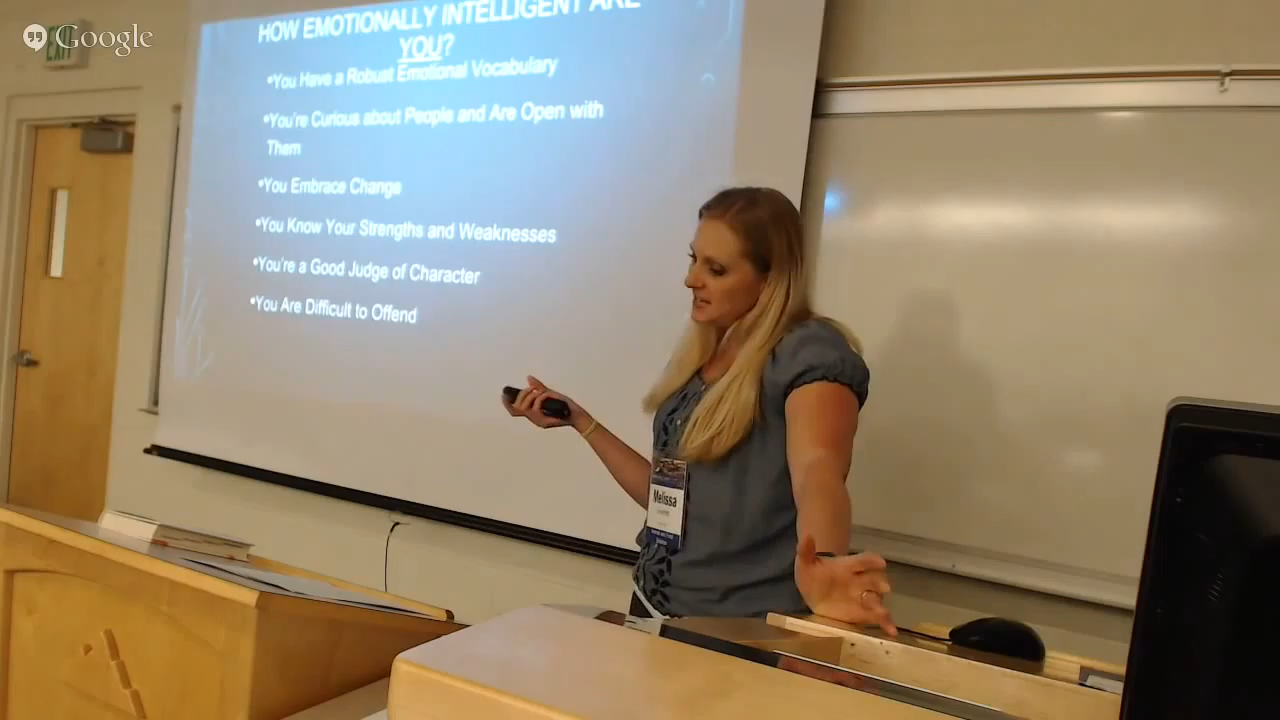 Google
EXIT
HOW EMOTIONALLY INTELLIGENT ARE
YOU?
•You Have a Robust Emotional Vocabulary
•You're Curious about People and Are Open with
Them
•You Embrace Change
•You Know Your Strengths and Weaknesses
•You're a Good Judge of Character
•You Are Difficult to Offend
Melissa